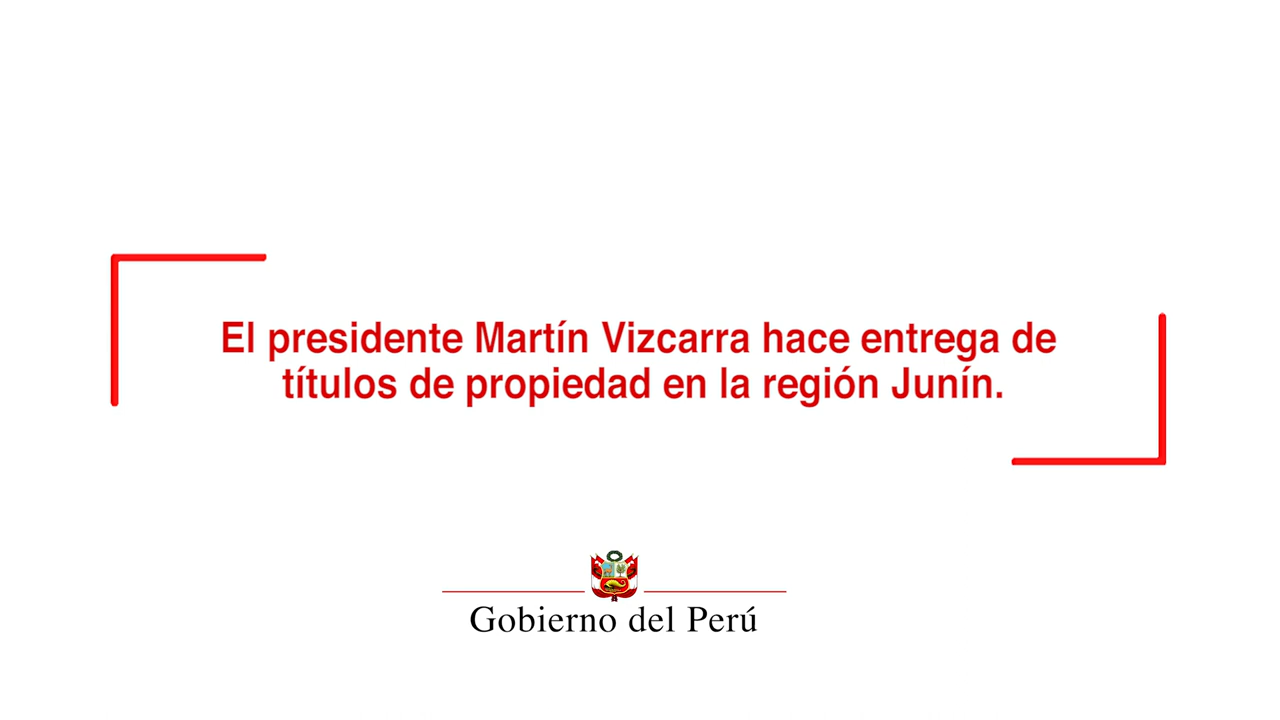 El presidente Martín Vizcarra hace entrega de
títulos de propiedad en la región Junín.
Gobierno del Perú